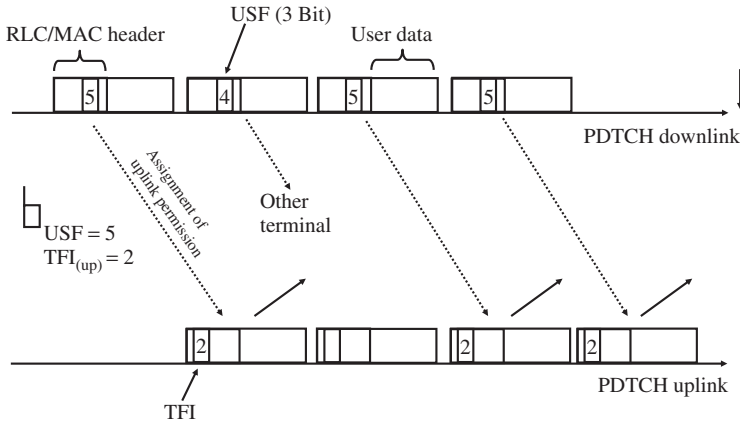 USF (3 Bit)
RLC/MAC header
User data
5
4
5
5
PDTCH downlink
Assignment of
uplink permission
Other
terminal
USF = 5
TFI(up) = 2
2
2
2
PDTCH uplink
TFI